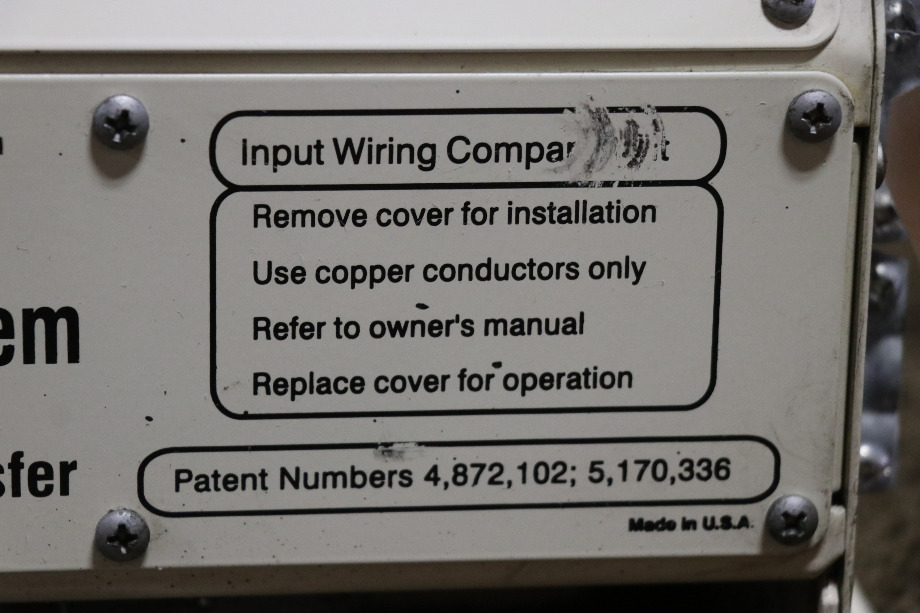 Input Wiring
Remove cover for installation
Use copper conductors only
Refer to owner's manual
Replace cover for operation
em
sfer
Patent Numbers 4,872,102; 5,170,336
Made in U.S.A.